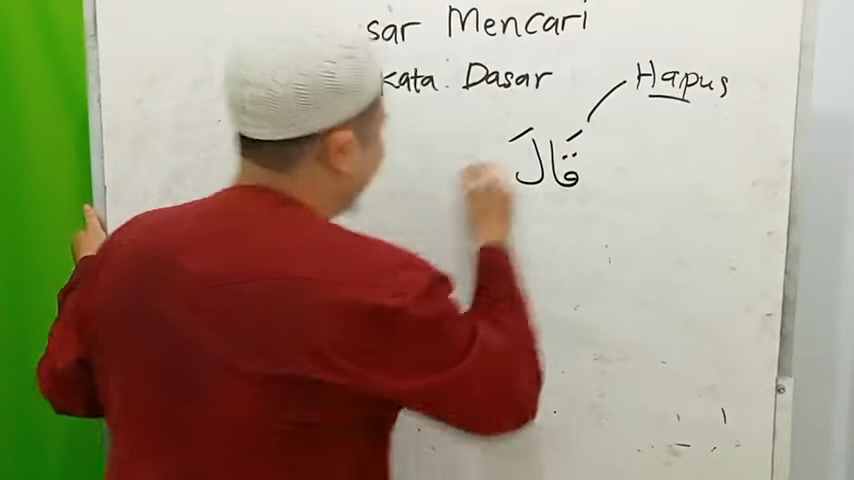 sar Mencari
Kata Dasar
Hapus
قَالَ